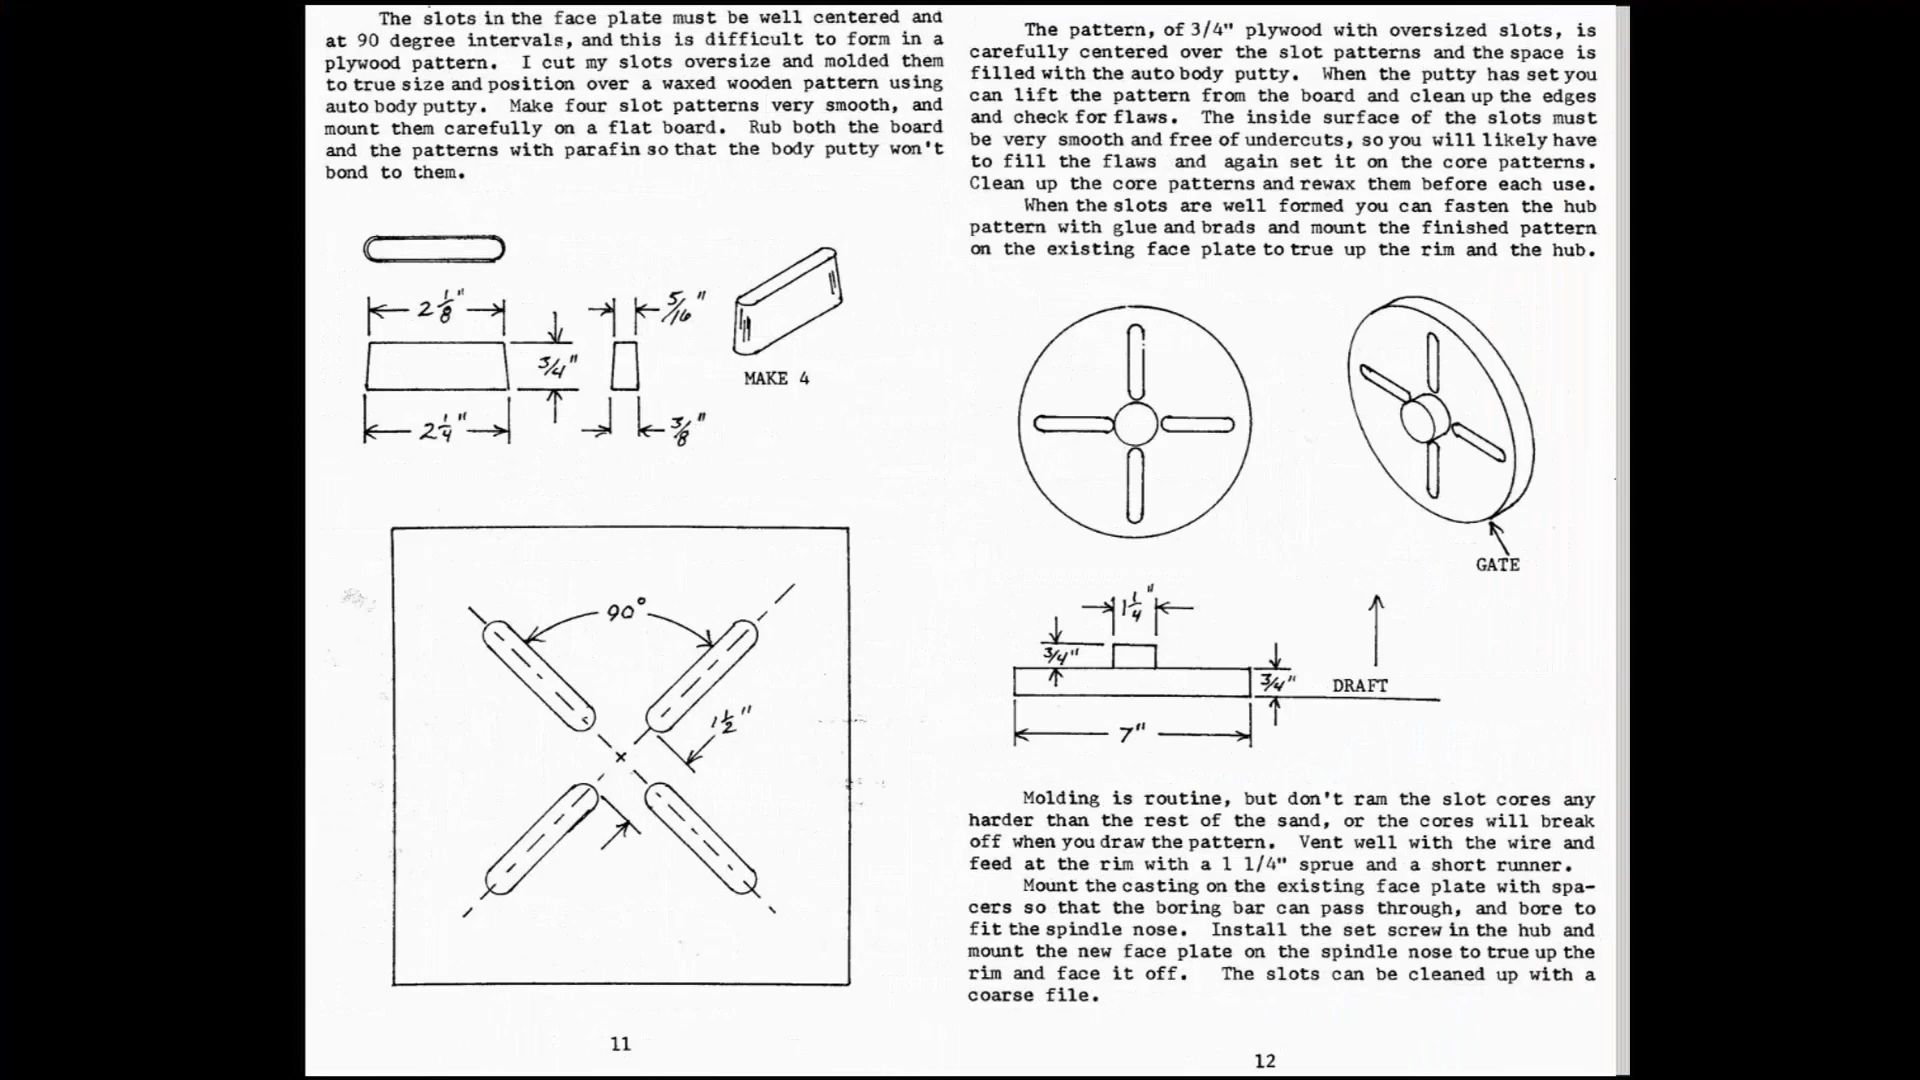 The slots in the face plate must be well centered and
at 90 degree intervals, and this is difficult to form in a
plywood pattern. I cut my slots oversize and molded them
to true size and position over a waxed wooden pattern using
auto body putty. Make four slot patterns very smooth, and
mount them carefully on a flat board. Rub both the board
and the patterns with parafin so that the body putty won't
bond to them.
2 1/8"
5/16"
3/4"
MAKE 4
2 1/4"
3/8"
90°
1 1/2"
11
The pattern, of 3/4" plywood with oversized slots, is
carefully centered over the slot patterns and the space is
filled with the auto body putty. When the putty has set you
can lift the pattern from the board and clean up the edges
and check for flaws. The inside surface of the slots must
be very smooth and free of undercuts, so you will likely have
to fill the flaws and again set it on the core patterns.
Clean up the core patterns and rewax them before each use.
When the slots are well formed you can fasten the hub
pattern with glue and brads and mount the finished pattern
on the existing face plate to true up the rim and the hub.
GATE
1 1/4"
3/4"
3/4"
DRAFT
7"
Molding is routine, but don't ram the slot cores any
harder than the rest of the sand, or the cores will break
off when you draw the pattern. Vent well with the wire and
feed at the rim with a 1 1/4" sprue and a short runner.
Mount the casting on the existing face plate with spa-
cers so that the boring bar can pass through, and bore to
fit the spindle nose. Install the set screw in the hub and
mount the new face plate on the spindle nose to true up the
rim and face it off. The slots can be cleaned up with a
coarse file.
12